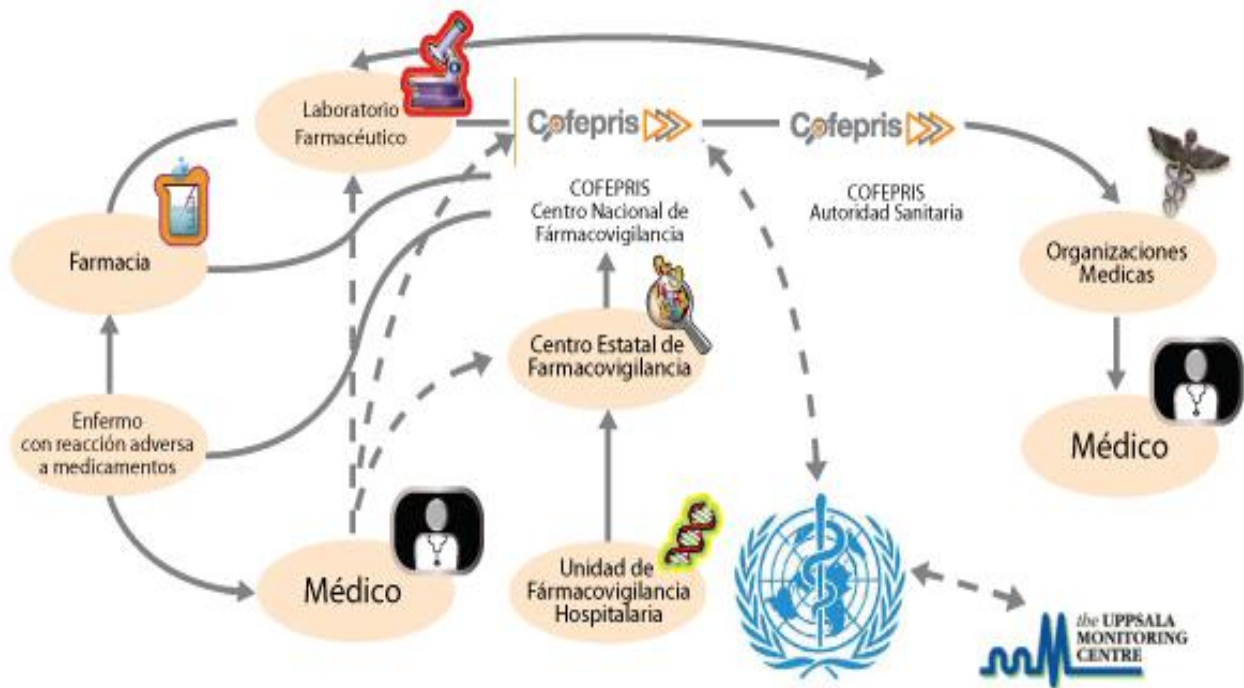 Laboratorio
Farmacéutico
Cofepris
Cofepris
COFEPRIS
Centro Nacional de
Fármacovigilancia
COFEPRIS
Autoridad Sanitaria
Farmacia
Organizaciones
Medicas
Centro Estatal de
Farmacovigilancia
Enfermo
con reacción adversa
a medicamentos
Médico
Médico
Unidad de
Fármacovigilancia
Hospitalaria
the UPPSALA
MONITORING
CENTRE